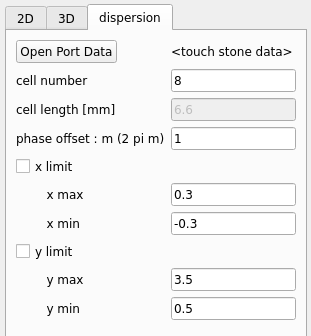 2D 3D dispersion
Open Port Data <touch stone data>
cell number 8
cell length [mm] 6.6
phase offset : m (2 pi m) 1
x limit
x max 0.3
x min -0.3
y limit
y max 3.5
y min 0.5